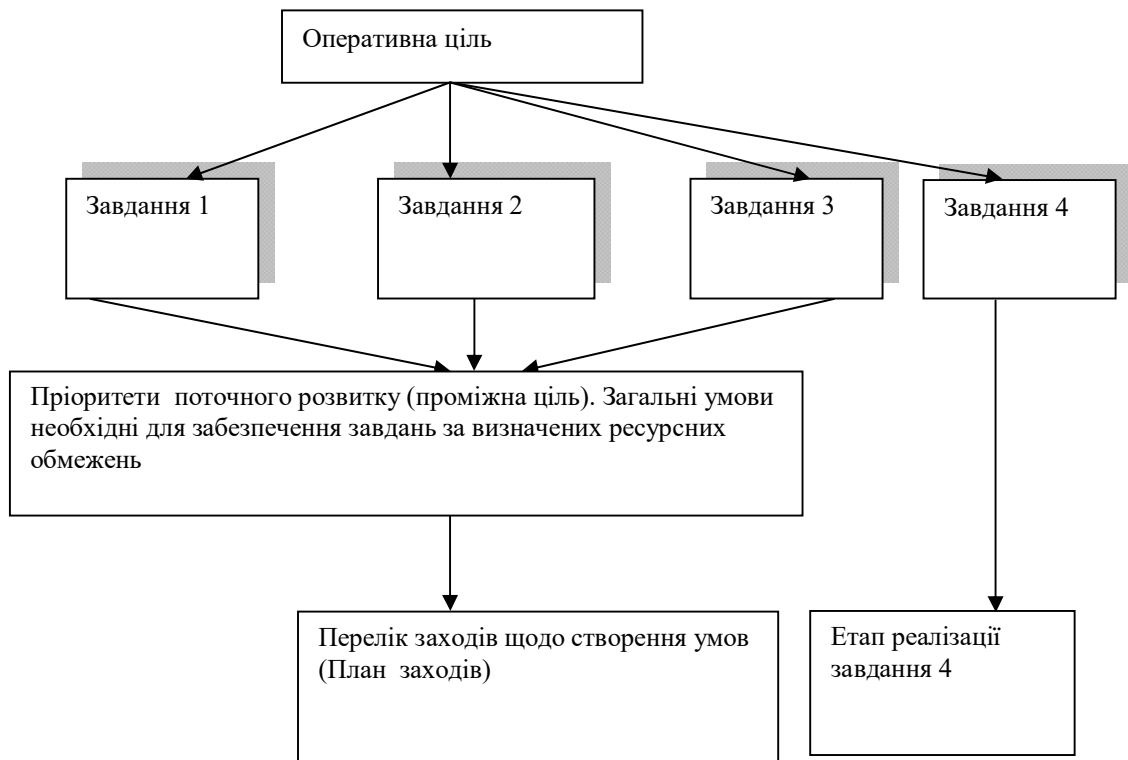 Оперативна ціль
Завдання 1
Завдання 2
Завдання 3
Завдання 4
Пріоритети поточного розвитку (проміжна ціль). Загальні умови
необхідні для забезпечення завдань за визначених ресурсних
обмежень
Перелік заходів щодо створення умов
(План заходів)
Етап реалізації
завдання 4